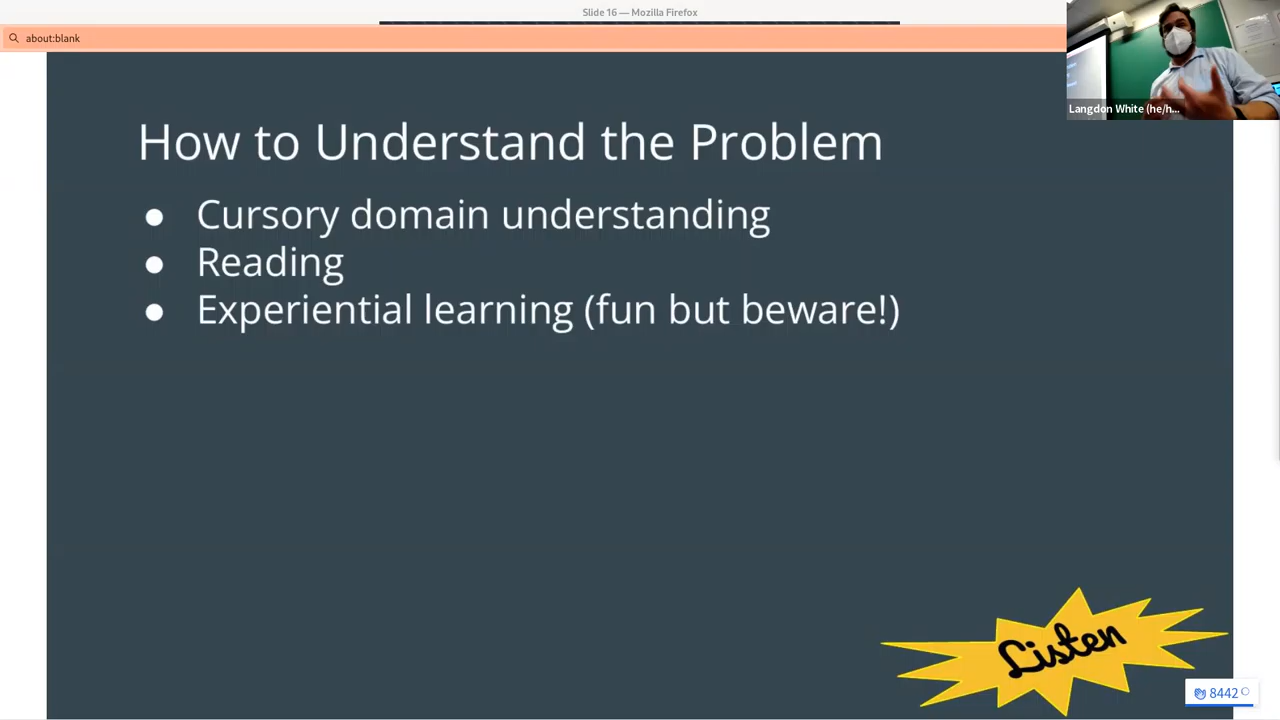 Slide 16 — Mozilla Firefox
about:blank
Langdon White (he/h...
How to Understand the Problem
● Cursory domain understanding
● Reading
● Experiential learning (fun but beware!)
Listen
8442